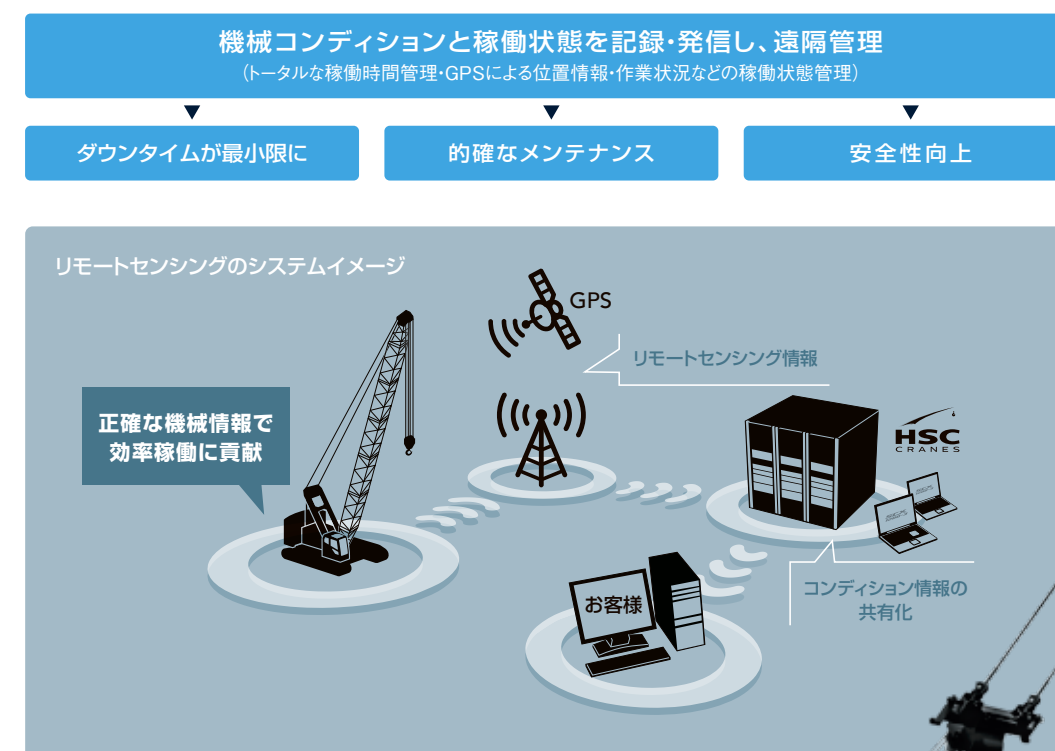 機械コンディションと稼働状態を記録・発信し、遠隔管理
（トータルな稼働時間管理・GPSによる位置情報・作業状況などの稼働状態管理）
ダウンタイムが最小限に
的確なメンテナンス
安全性向上
リモートセンシングのシステムイメージ
GPS
リモートセンシング情報
正確な機械情報で
効率稼働に貢献
HSC
CRANES
お客様
コンディション情報の
共有化